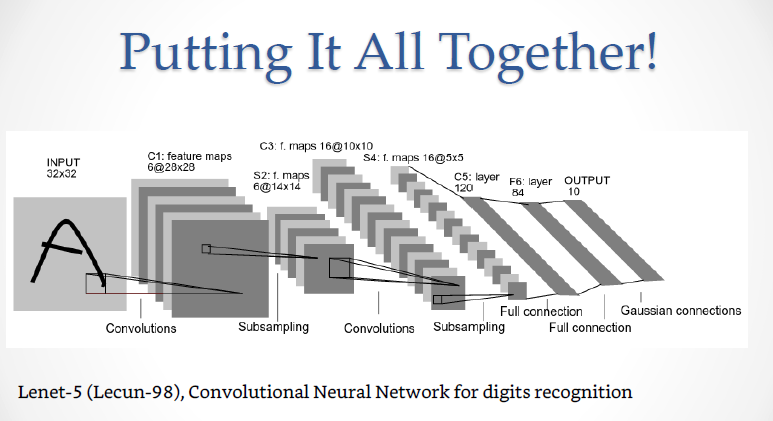 Putting It All Together!
INPUT
32x32
C1: feature maps
6@28x28
S2: f. maps
6@14x14
C3: f. maps 16@10x10
S4: f. maps 16@5x5
C5: layer
120
F6: layer
84
OUTPUT
10
A
Convolutions
Subsampling
Convolutions
Subsampling
Full connection
Full connection
Gaussian connections
Lenet-5 (Lecun-98), Convolutional Neural Network for digits recognition